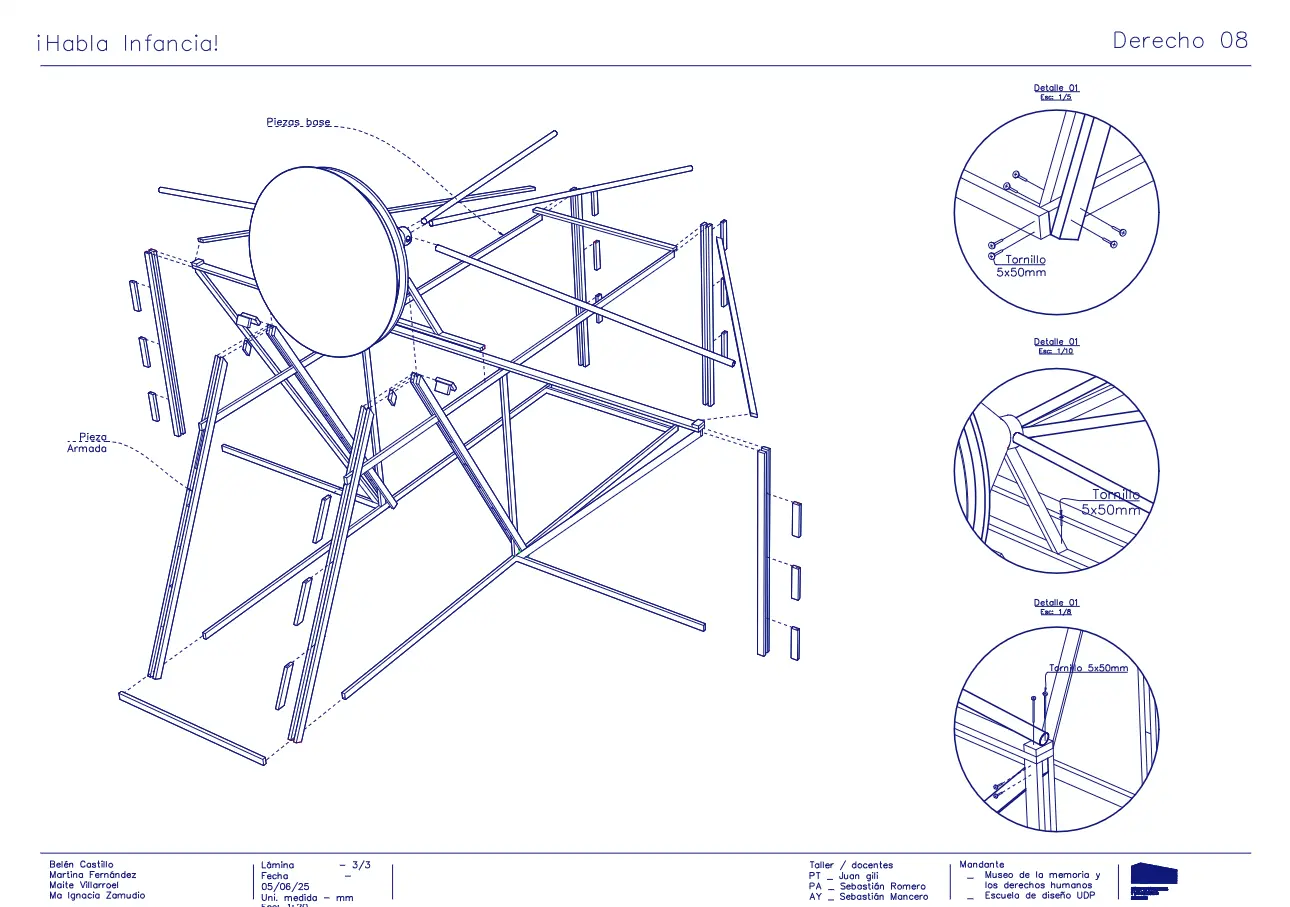 ¡Habla Infancia!
Derecho 08
Piezas base
Pieza
Armada
Detalle 01
Esc: 1/5
Tornillo
5x50mm
Detalle 01
Esc: 1/10
Tornillo
5x50mm
Detalle 01
Esc: 1/8
Tornillo 5x50mm
Belén Castillo
Martina Fernández
Maite Villarroel
Ma Ignacia Zamudio
Lámina - 3/3
Fecha -
05/06/25
Uni. medida - mm
Taller / docentes
PT _ Juan gili
PA _ Sebastián Romero
AY _ Sebastián Mancero
Mandante
_ Museo de la memoria y
los derechos humanos
_ Escuela de diseño UDP